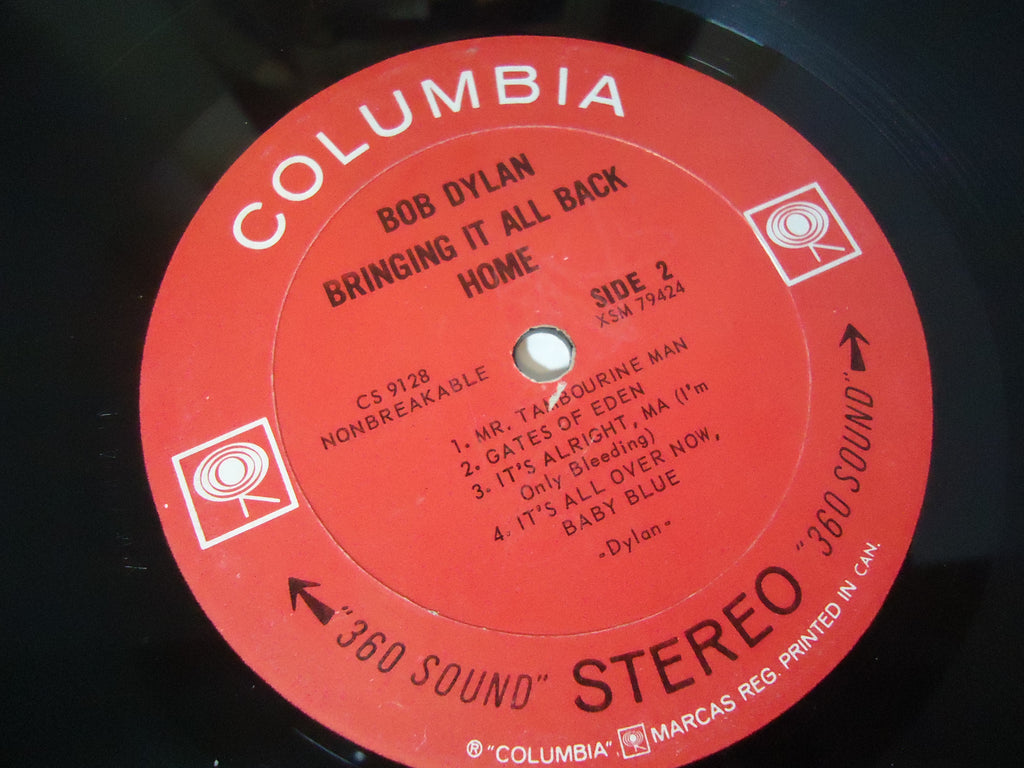 COLUMBIA
BOB DYLAN
BRINGING IT ALL BACK
HOME
SIDE 2
XSM 79424
CS 9128
NONBREAKABLE
1. MR. TAMBOURINE MAN
2. GATES OF EDEN
3. IT'S ALRIGHT, MA (I'm
Only Bleeding)
4. IT'S ALL OVER NOW,
BABY BLUE
-Dylan-
"360 SOUND" STEREO "360 SOUND"
® "COLUMBIA", MARCAS REG. PRINTED IN CAN.